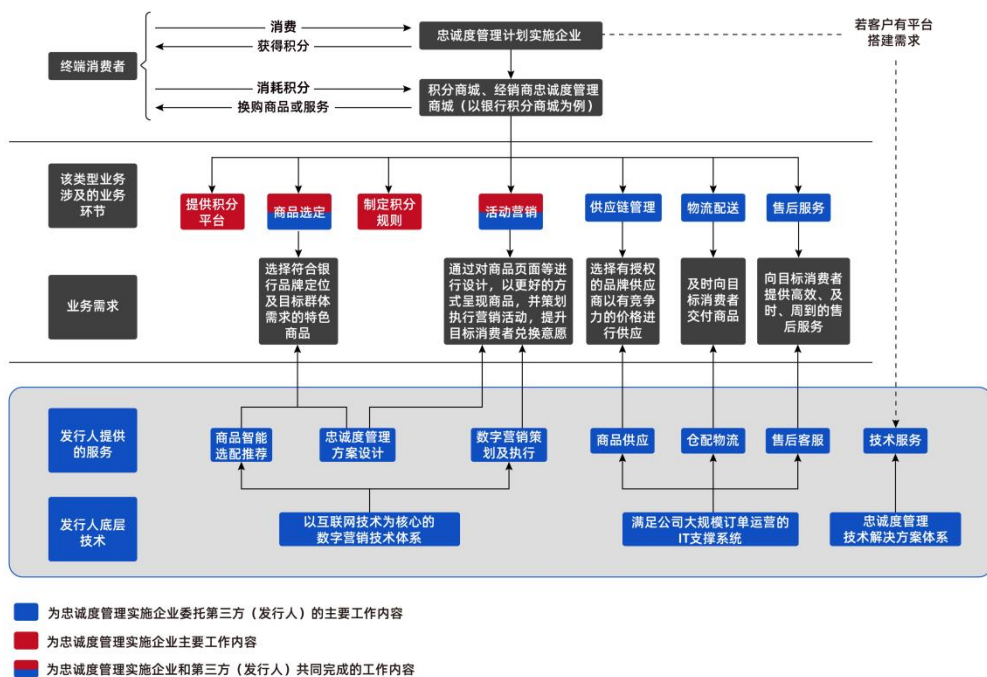 消费
忠诚度管理计划实施企业
若客户有平台
搭建需求
获得积分
终端消费者
消耗积分
积分商城、经销商忠诚度管理
商城（以银行积分商城为例）
换购商品或服务
该类型业务
涉及的业务
环节
提供积分
平台
商品选定
制定积分
规则
活动营销
供应链管理
物流配送
售后服务
业务需求
选择符合银
行品牌定位
及目标群体
需求的特色
商品
通过对商品页面等进
行设计，以更好的方
式呈现商品，并策划
执行营销活动，提升
目标消费者兑换意愿
选择有授权
的品牌供应
商以有竞争
力的价格进
行供应
及时向目
标消费者
交付商品
向目标消费者
提供高效、及
时、周到的售
后服务
发行人提供
的服务
商品智能
选配推荐
忠诚度管理
方案设计
数字营销策
划及执行
商品供应
仓配物流
售后客服
技术服务
发行人底层
技术
以互联网技术为核心的
数字营销技术体系
满足公司大规模订单运营的
IT支撑系统
忠诚度管理
技术解决方案体系
为忠诚度管理实施企业委托第三方（发行人）的主要工作内容
为忠诚度管理实施企业主要工作内容
为忠诚度管理实施企业和第三方（发行人）共同完成的工作内容